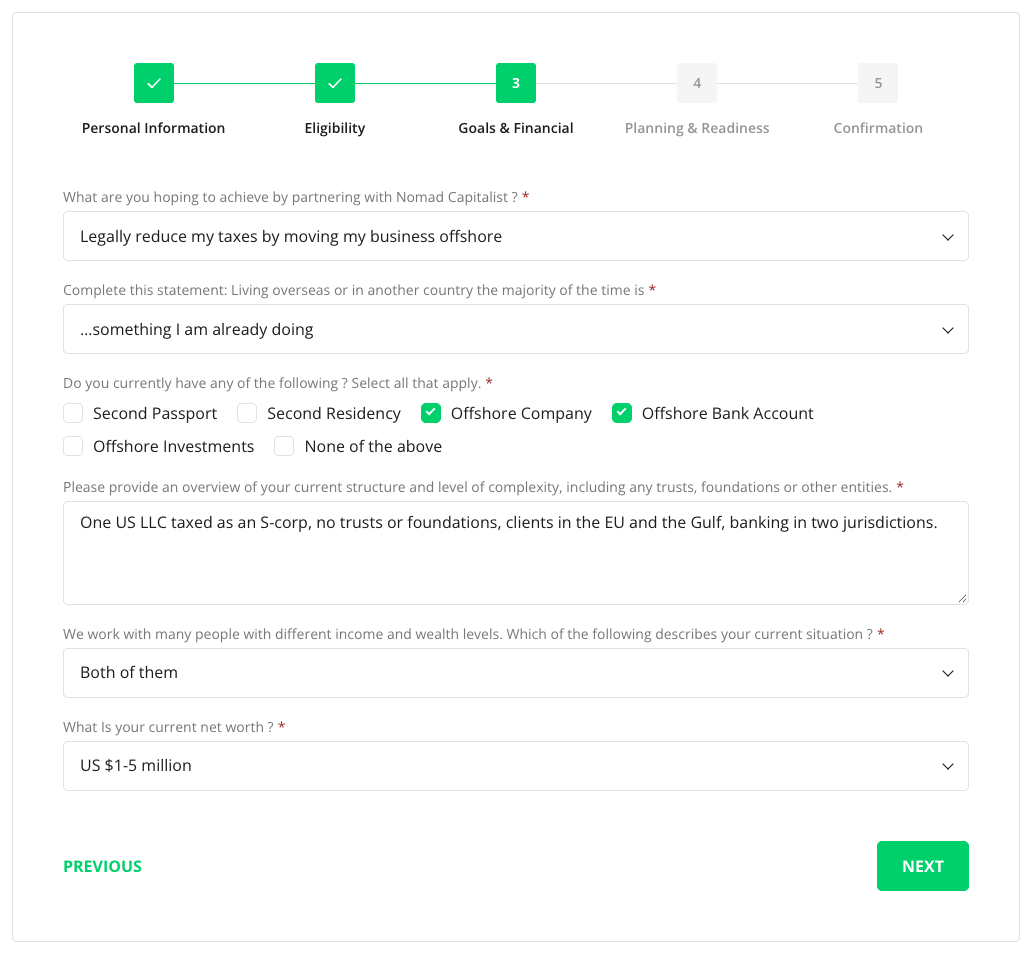 3
4
5
Personal Information
Eligibility
Goals & Financial
Planning & Readiness
Confirmation
What are you hoping to achieve by partnering with Nomad Capitalist ? *
Legally reduce my taxes by moving my business offshore
Complete this statement: Living overseas or in another country the majority of the time is *
...something I am already doing
Do you currently have any of the following ? Select all that apply. *
Second Passport
Second Residency
Offshore Company
Offshore Bank Account
Offshore Investments
None of the above
Please provide an overview of your current structure and level of complexity, including any trusts, foundations or other entities. *
One US LLC taxed as an S-corp, no trusts or foundations, clients in the EU and the Gulf, banking in two jurisdictions.
We work with many people with different income and wealth levels. Which of the following describes your current situation ? *
Both of them
What Is your current net worth ? *
US $1-5 million
PREVIOUS
NEXT